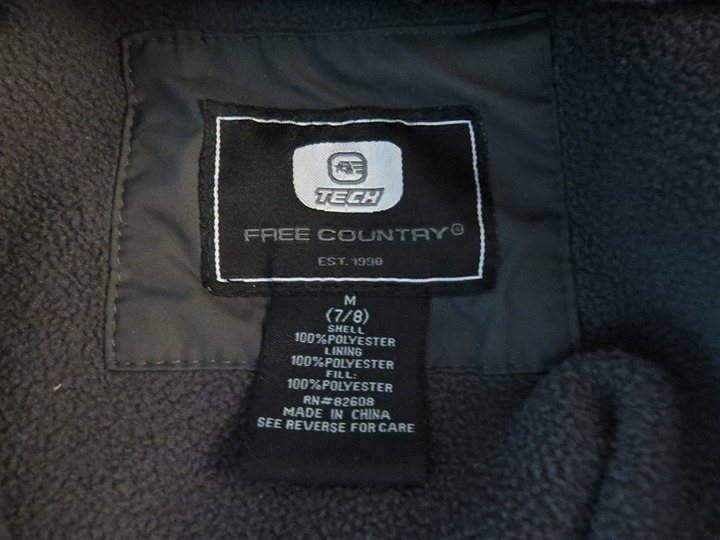 TECH
FREE COUNTRY®
EST. 1990
M
(7/8)
SHELL
100%POLYESTER
LINING
100%POLYESTER
FILL:
100%POLYESTER
RN#82608
MADE IN CHINA
SEE REVERSE FOR CARE